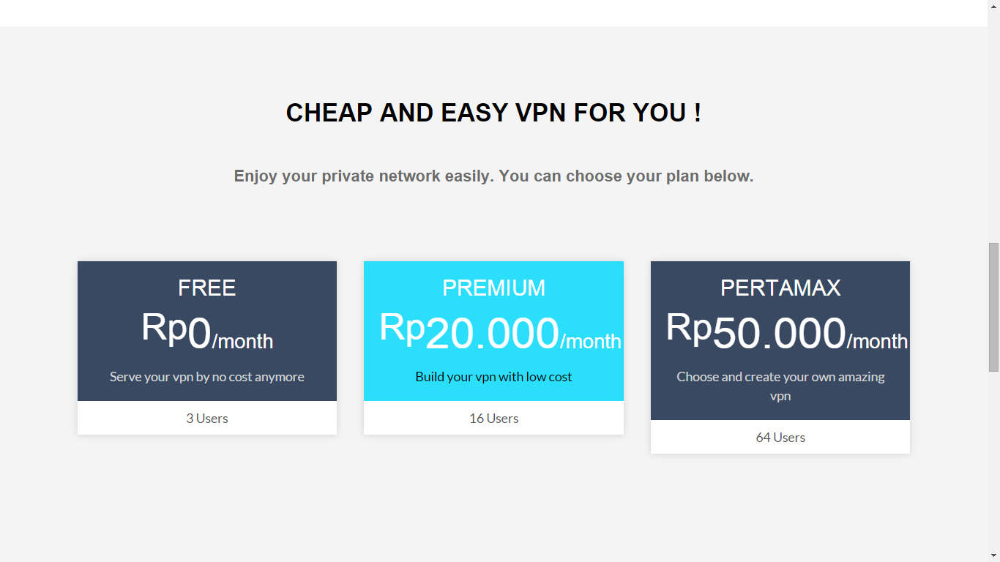 CHEAP AND EASY VPN FOR YOU !
Enjoy your private network easily. You can choose your plan below.
FREE
Rp0/month
Serve your vpn by no cost anymore
3 Users
PREMIUM
Rp20.000/month
Build your vpn with low cost
16 Users
PERTAMAX
Rp50.000/month
Choose and create your own amazing
vpn
64 Users